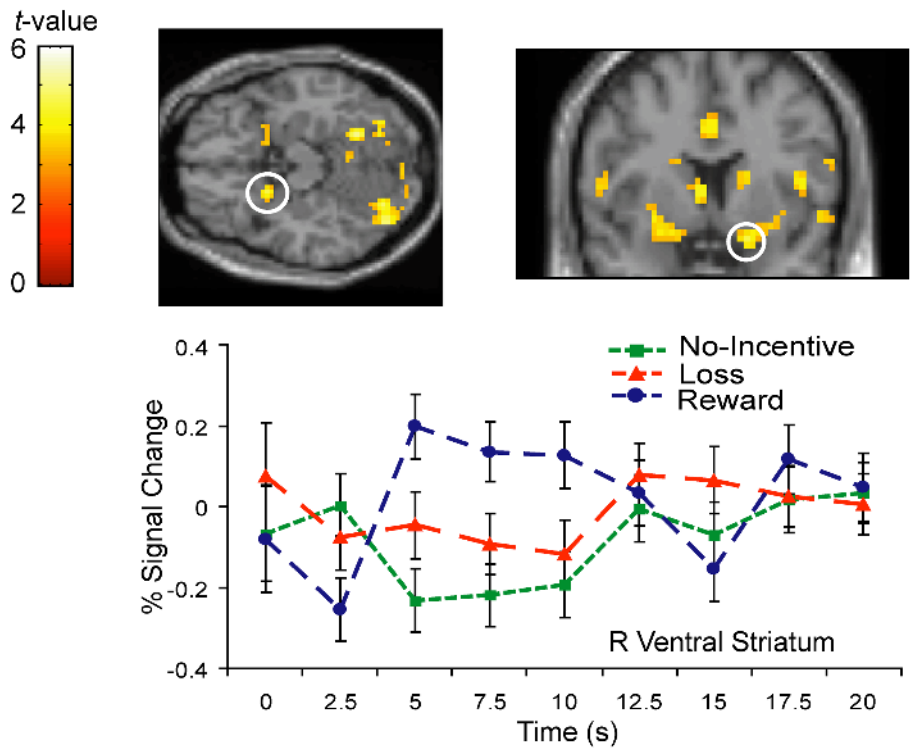 t-value
6
4
2
0
0.4
0.2
0
-0.2
-0.4
% Signal Change
No-Incentive
Loss
Reward
R Ventral Striatum
0 2.5 5 7.5 10 12.5 15 17.5 20
Time (s)